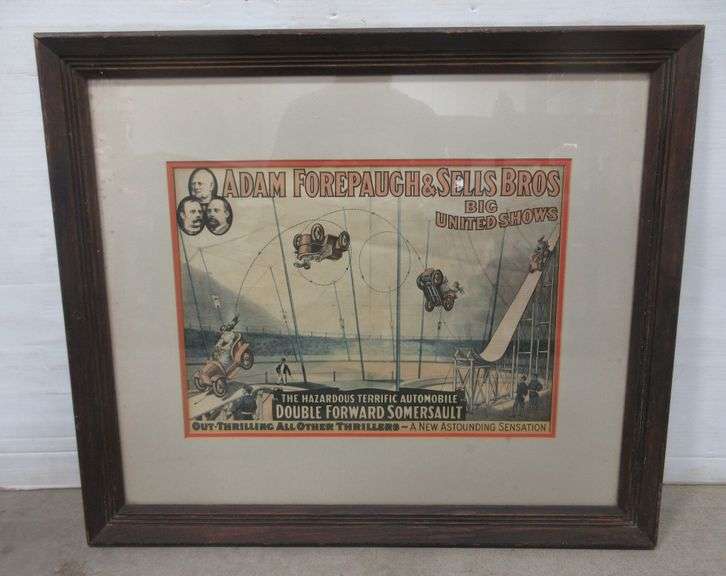 ADAM FOREPAUGH & SELLS BROS
BIG
UNITED SHOWS
THE HAZARDOUS TERRIFIC AUTOMOBILE
DOUBLE FORWARD SOMERSAULT
OUT-THRILLING ALL OTHER THRILLERS – A NEW ASTOUNDING SENSATION